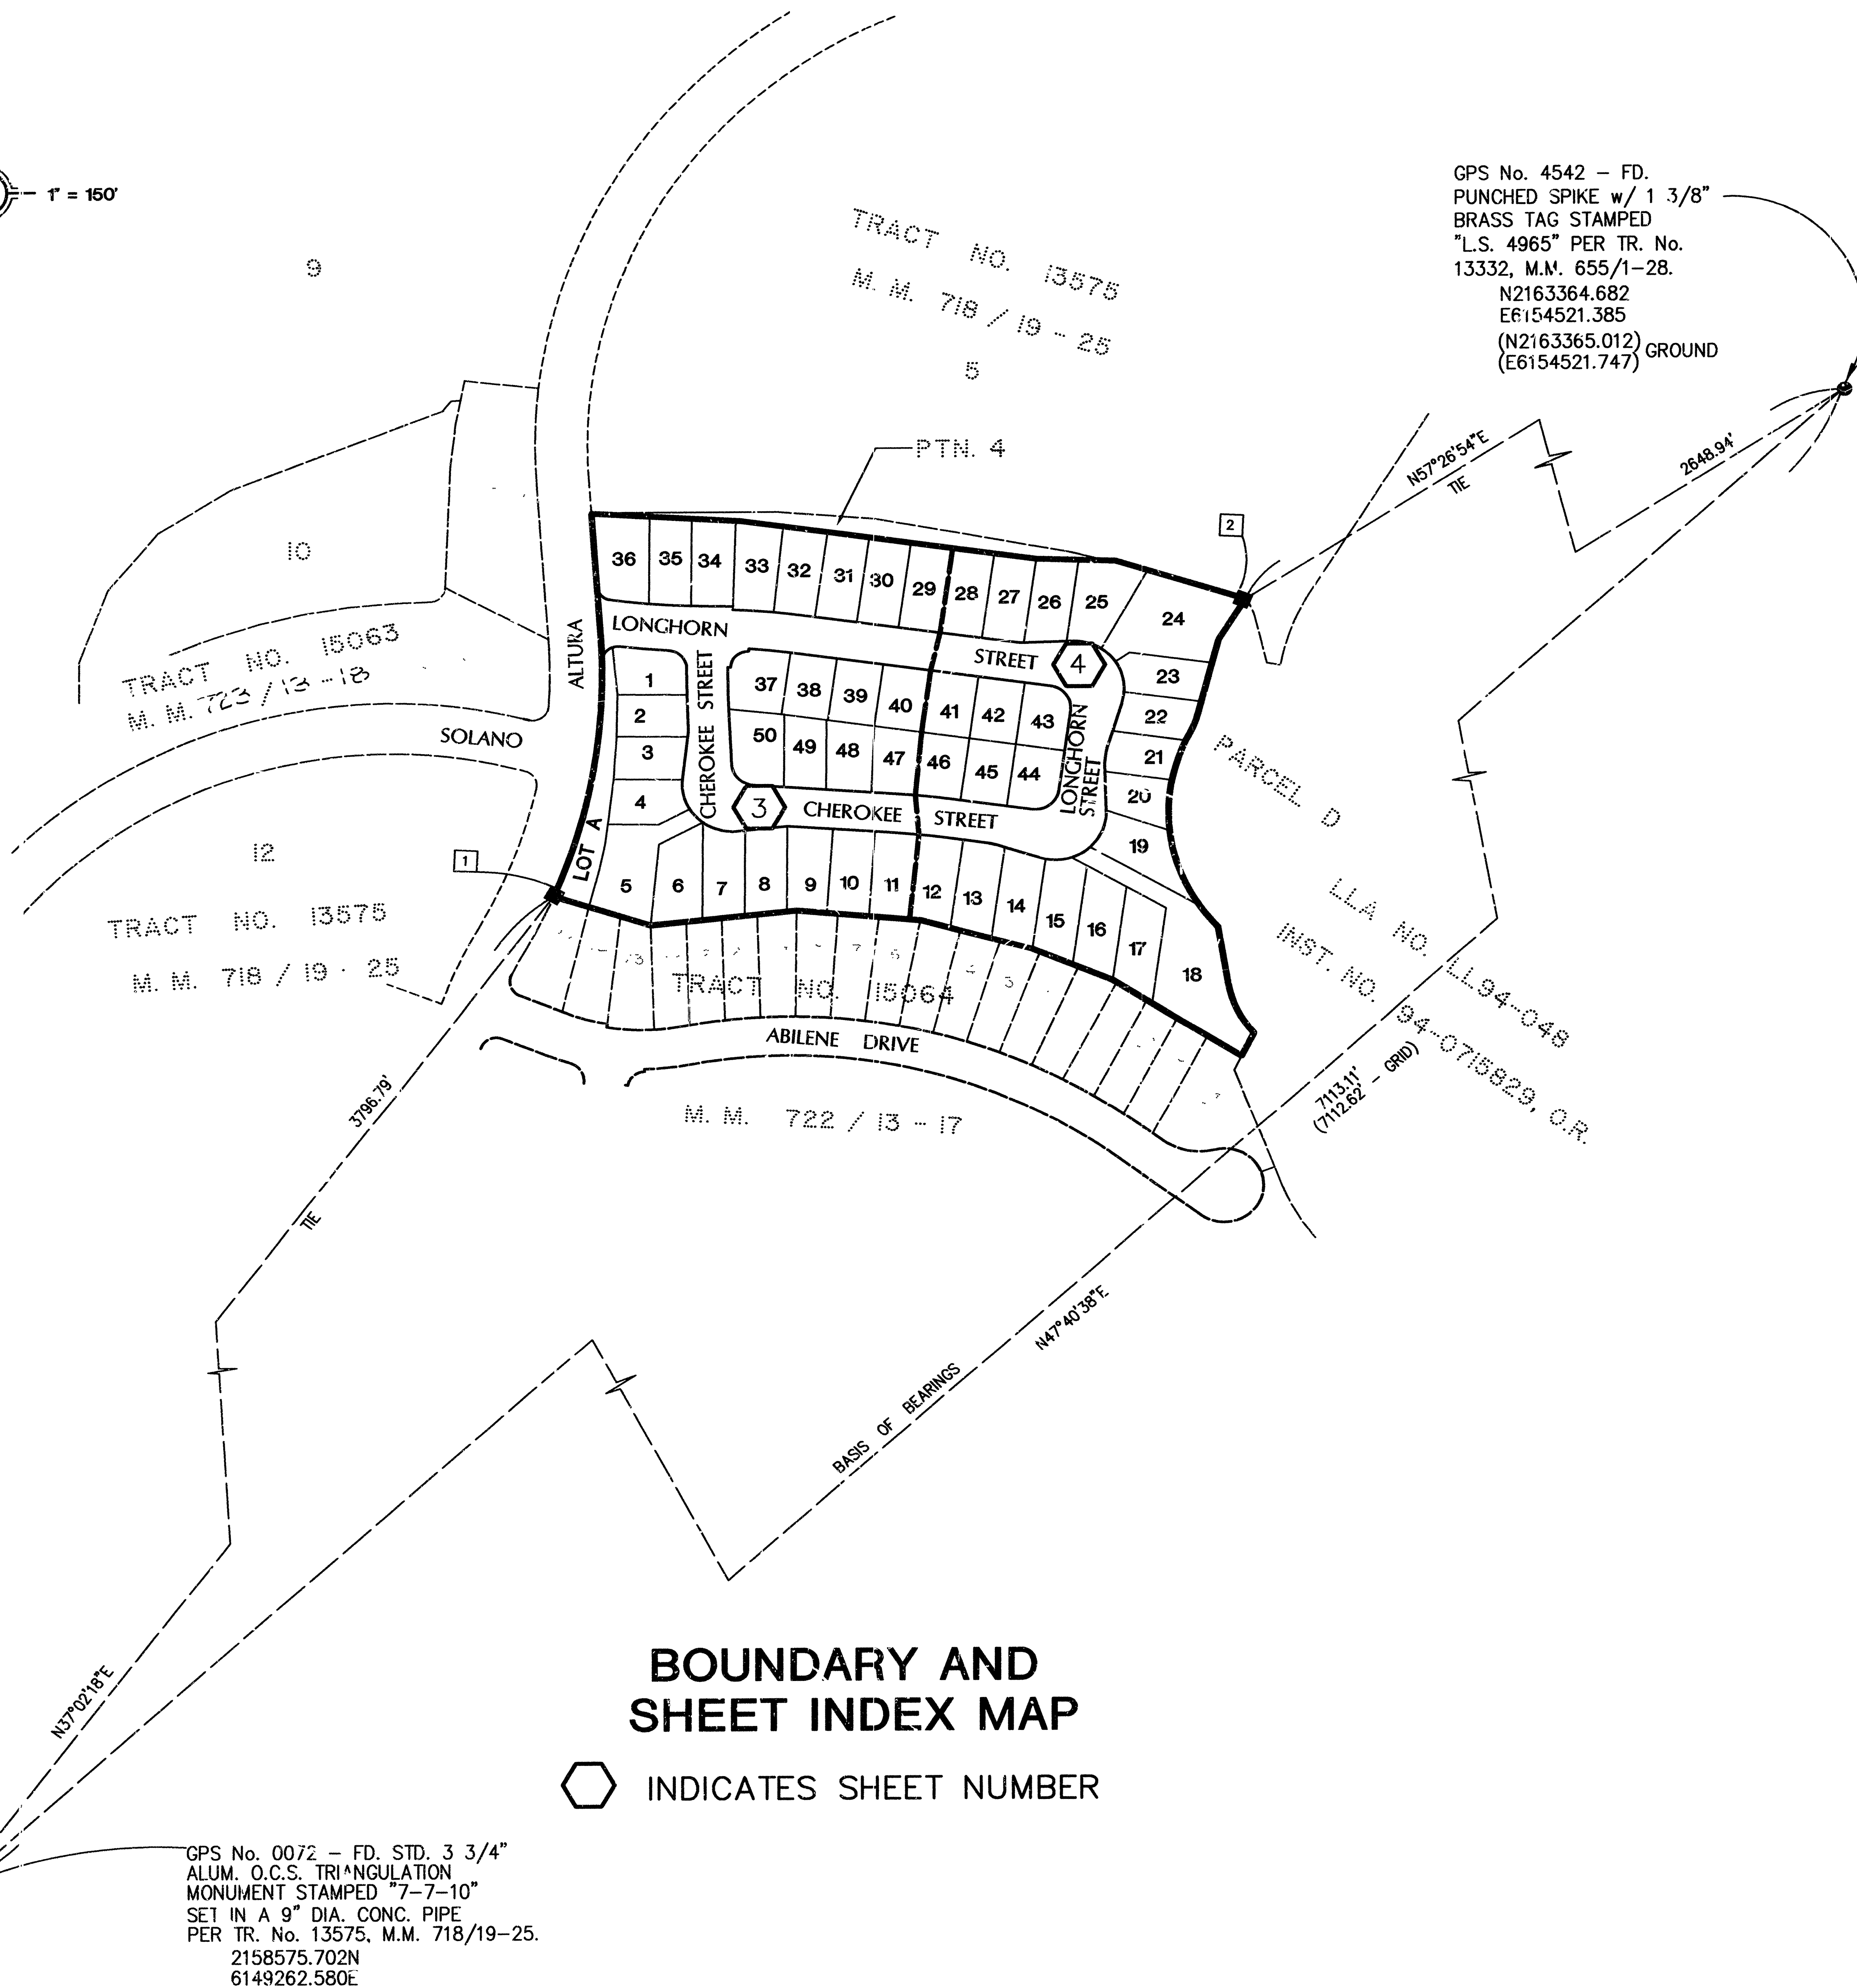 1" = 150'
9
TRACT NO. 13575
M. M. 718 / 19 - 25
5
PTN. 4
GPS No. 4542 – FD.
PUNCHED SPIKE w/ 1 3/8"
BRASS TAG STAMPED
"L.S. 4965" PER TR. No.
13332, M.M. 655/1-28.
N2163364.682
E6154521.385
(N2163365.012)
(E6154521.747) GROUND
N57°26'54"E
TIE
2648.94'
2
10
TRACT NO. 15063
M. M. 723 / 13 - 18
SOLANO
ALTURA
36 35 34 33 32 31 30 29 28 27 26 25 24
LONGHORN STREET
4
1
2
3
4
CHEROKEE STREET
37 38 39 40 41 42 43
50 49 48 47 46 45 44
LONGHORN
STREET
23
22
21
20
19
3
CHEROKEE STREET
LOT A
5 6 7 8 9 10 11 12 13 14 15 16 17 18
1
12
TRACT NO. 13575
M. M. 718 / 19 - 25
PARCEL D
LLA NO. LL94-048
INST. NO. 94-0715829, O.R.
TRACT NO. 15064
ABILENE DRIVE
M. M. 722 / 13 - 17
3796.79'
TIE
N37°02'18"E
7113.11'
(7112.62' - GRID)
N47°40'38"E
BASIS OF BEARINGS
BOUNDARY AND
SHEET INDEX MAP
INDICATES SHEET NUMBER
GPS No. 0072 – FD. STD. 3 3/4"
ALUM. O.C.S. TRIANGULATION
MONUMENT STAMPED "7-7-10"
SET IN A 9" DIA. CONC. PIPE
PER TR. No. 13575, M.M. 718/19-25.
2158575.702N
6149262.580E